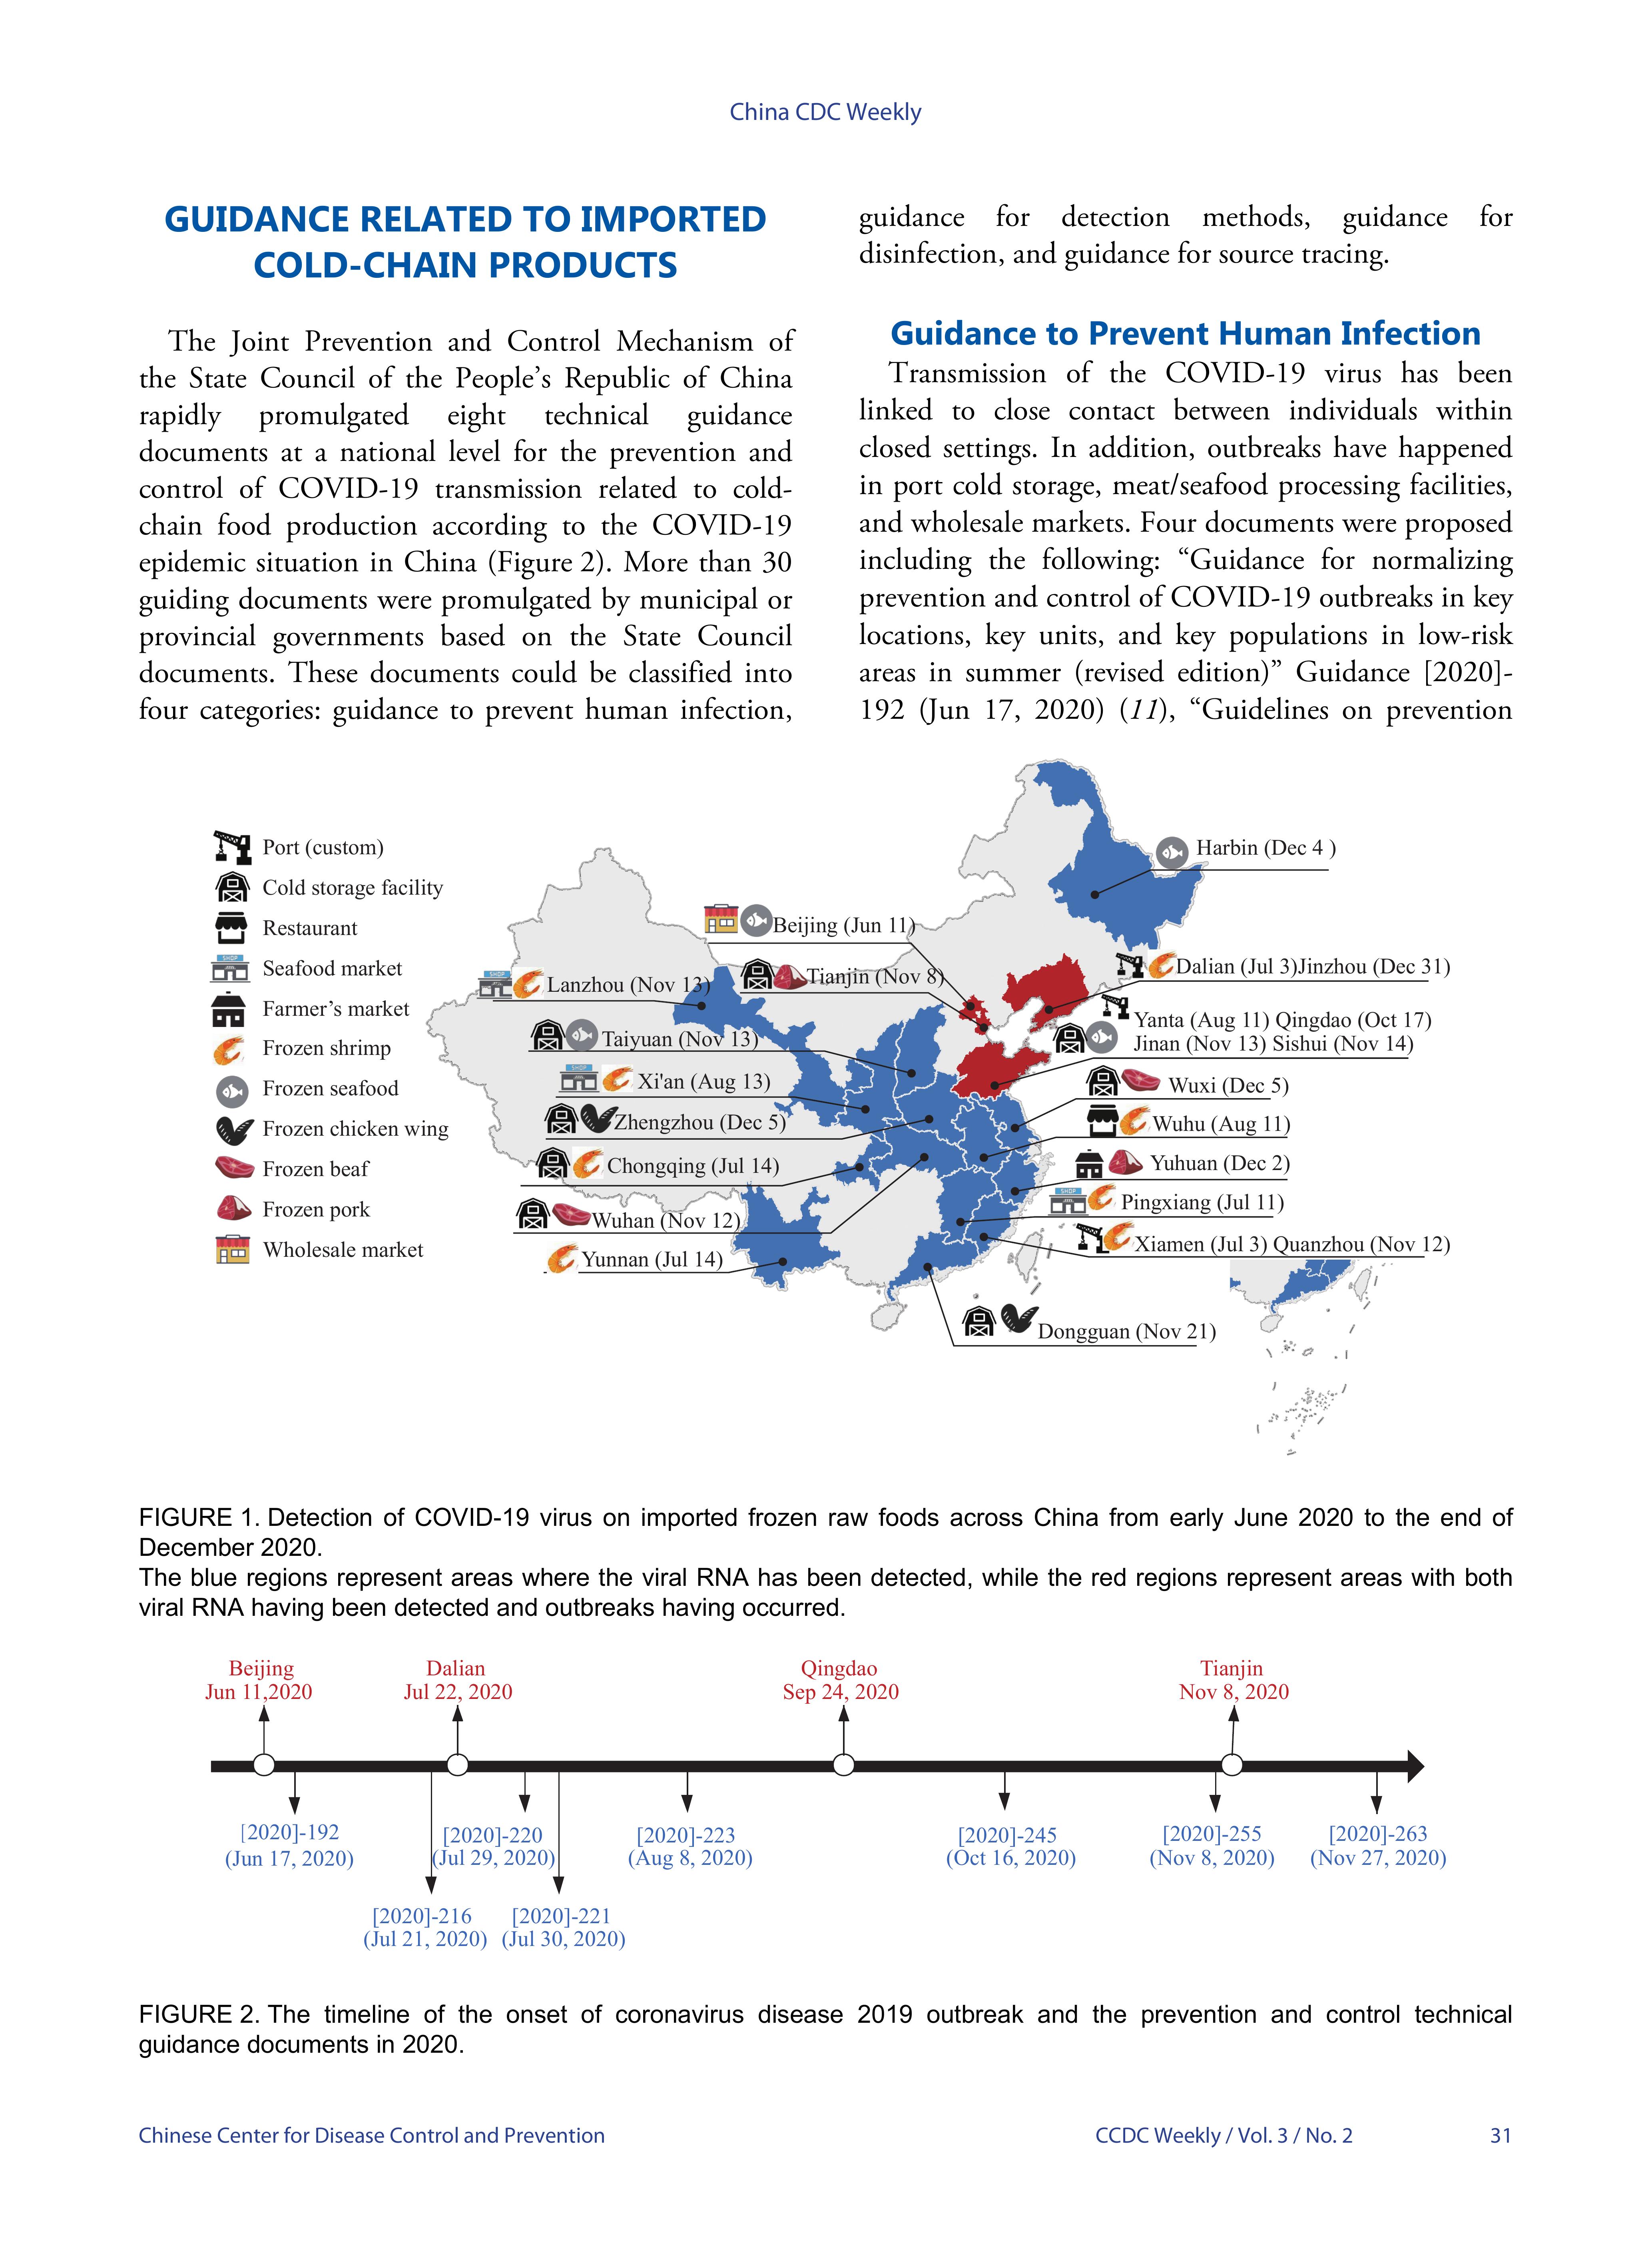 China CDC Weekly
GUIDANCE RELATED TO IMPORTED
COLD-CHAIN PRODUCTS
The Joint Prevention and Control Mechanism of
the State Council of the People’s Republic of China
rapidly promulgated eight technical guidance
documents at a national level for the prevention and
control of COVID-19 transmission related to cold-
chain food production according to the COVID-19
epidemic situation in China (Figure 2). More than 30
guiding documents were promulgated by municipal or
provincial governments based on the State Council
documents. These documents could be classified into
four categories: guidance to prevent human infection,
guidance for detection methods, guidance for
disinfection, and guidance for source tracing.
Guidance to Prevent Human Infection
Transmission of the COVID-19 virus has been
linked to close contact between individuals within
closed settings. In addition, outbreaks have happened
in port cold storage, meat/seafood processing facilities,
and wholesale markets. Four documents were proposed
including the following: “Guidance for normalizing
prevention and control of COVID-19 outbreaks in key
locations, key units, and key populations in low-risk
areas in summer (revised edition)” Guidance [2020]-
192 (Jun 17, 2020) (11), “Guidelines on prevention
Port (custom)
Cold storage facility
Restaurant
SHOP
Seafood market
Farmer’s market
Frozen shrimp
Frozen seafood
Frozen chicken wing
Frozen beaf
Frozen pork
Wholesale market
Harbin (Dec 4 )
Beijing (Jun 11)
Dalian (Jul 3)Jinzhou (Dec 31)
Tianjin (Nov 8)
SHOP
Lanzhou (Nov 13)
Yanta (Aug 11) Qingdao (Oct 17)
Jinan (Nov 13) Sishui (Nov 14)
Taiyuan (Nov 13)
SHOP
Xi'an (Aug 13)
Wuxi (Dec 5)
Zhengzhou (Dec 5)
Wuhu (Aug 11)
Chongqing (Jul 14)
Yuhuan (Dec 2)
SHOP
Pingxiang (Jul 11)
Wuhan (Nov 12)
Xiamen (Jul 3) Quanzhou (Nov 12)
Yunnan (Jul 14)
Dongguan (Nov 21)
FIGURE 1. Detection of COVID-19 virus on imported frozen raw foods across China from early June 2020 to the end of
December 2020.
The blue regions represent areas where the viral RNA has been detected, while the red regions represent areas with both
viral RNA having been detected and outbreaks having occurred.
Beijing
Jun 11,2020
Dalian
Jul 22, 2020
Qingdao
Sep 24, 2020
Tianjin
Nov 8, 2020
[2020]-192
(Jun 17, 2020)
[2020]-220
(Jul 29, 2020)
[2020]-223
(Aug 8, 2020)
[2020]-245
(Oct 16, 2020)
[2020]-255
(Nov 8, 2020)
[2020]-263
(Nov 27, 2020)
[2020]-216
(Jul 21, 2020)
[2020]-221
(Jul 30, 2020)
FIGURE 2. The timeline of the onset of coronavirus disease 2019 outbreak and the prevention and control technical
guidance documents in 2020.
Chinese Center for Disease Control and Prevention
CCDC Weekly / Vol. 3 / No. 2
31